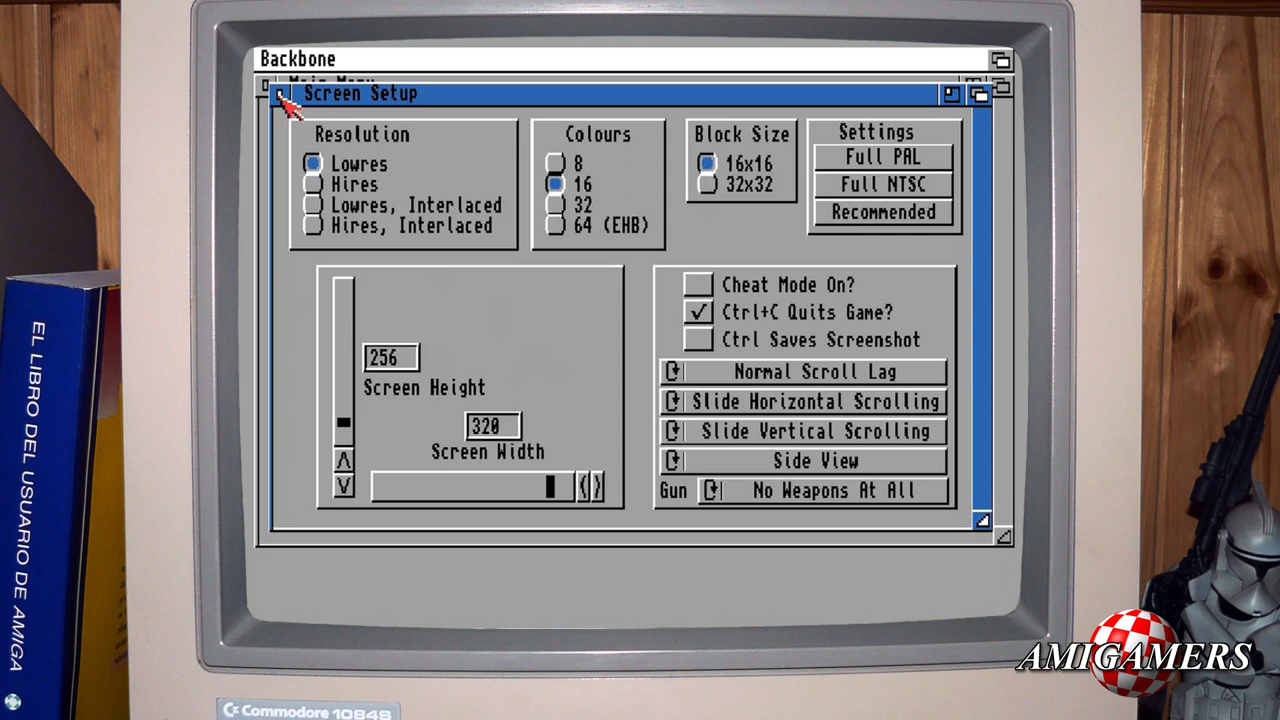 Backbone
Main Menu
Screen Setup
Resolution
Lowres
Hires
Lowres, Interlaced
Hires, Interlaced
Colours
8
16
32
64 (EHB)
Block Size
16x16
32x32
Settings
Full PAL
Full NTSC
Recommended
256
Screen Height
320
Screen Width
Cheat Mode On?
Ctrl+C Quits Game?
Ctrl Saves Screenshot
Normal Scroll Lag
Slide Horizontal Scrolling
Slide Vertical Scrolling
Side View
Gun No Weapons At All
EL LIBRO DEL USUARIO DE AMIGA
Commodore 1084S
AMIGAMERS